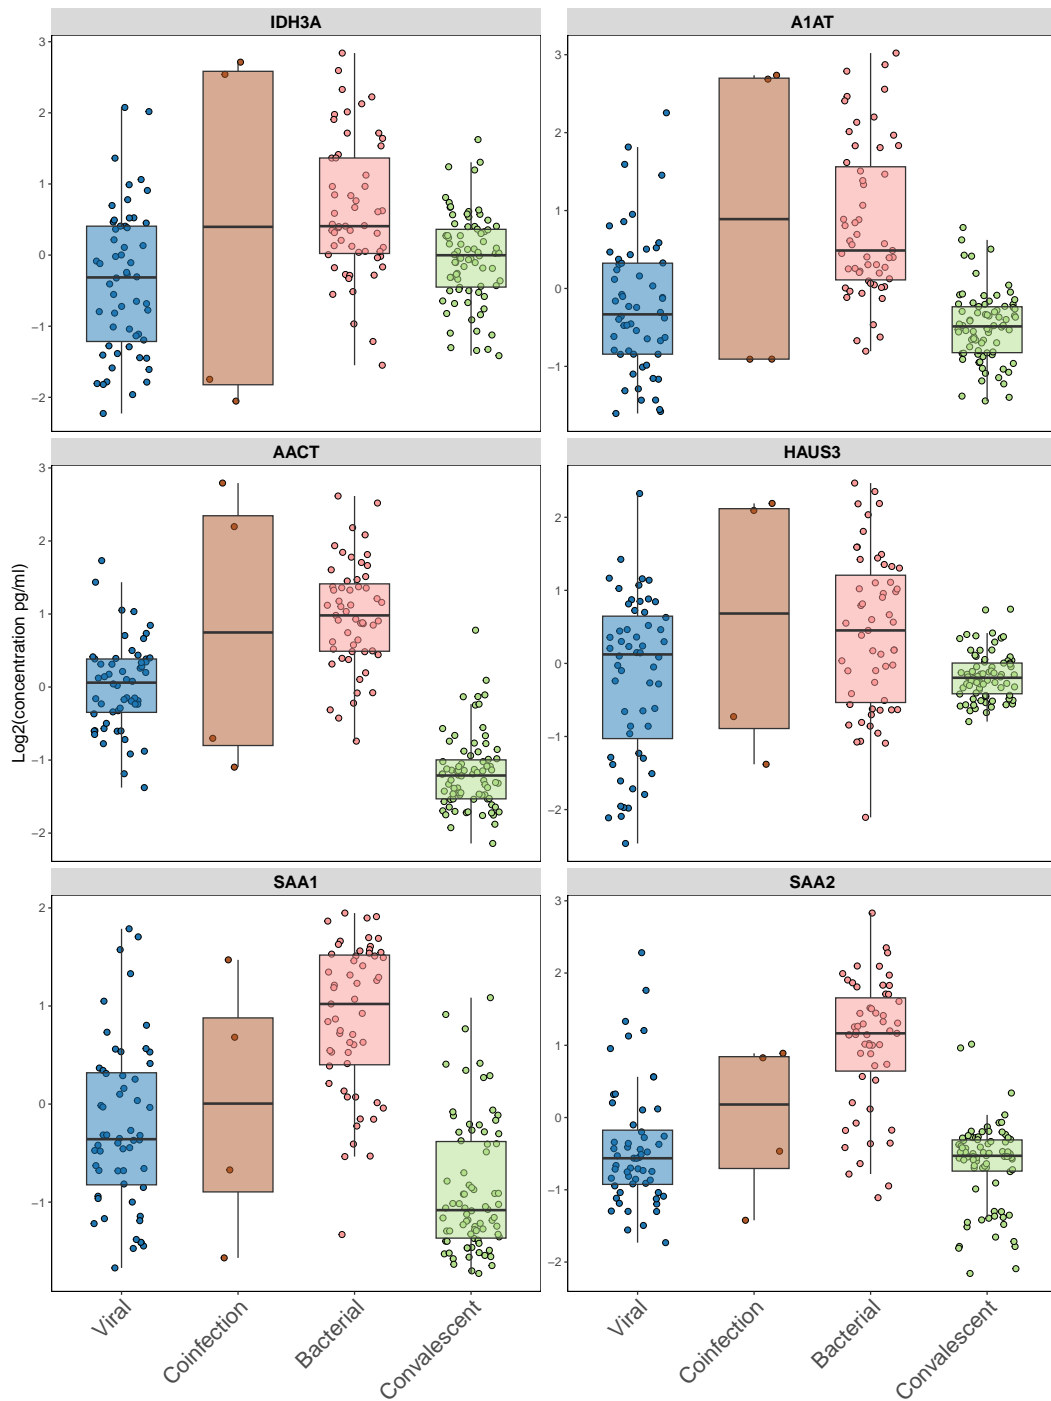 IDH3A
A1AT
3
2
1
0
−1
−2
3
2
1
0
−1
AACT
HAUS3
3
2
1
0
−1
−2
2
1
0
−1
−2
SAA1
SAA2
2
1
0
−1
3
2
1
0
−1
−2
Log2(concentration pg/ml)
Viral
Coinfection
Bacterial
Convalescent
Viral
Coinfection
Bacterial
Convalescent